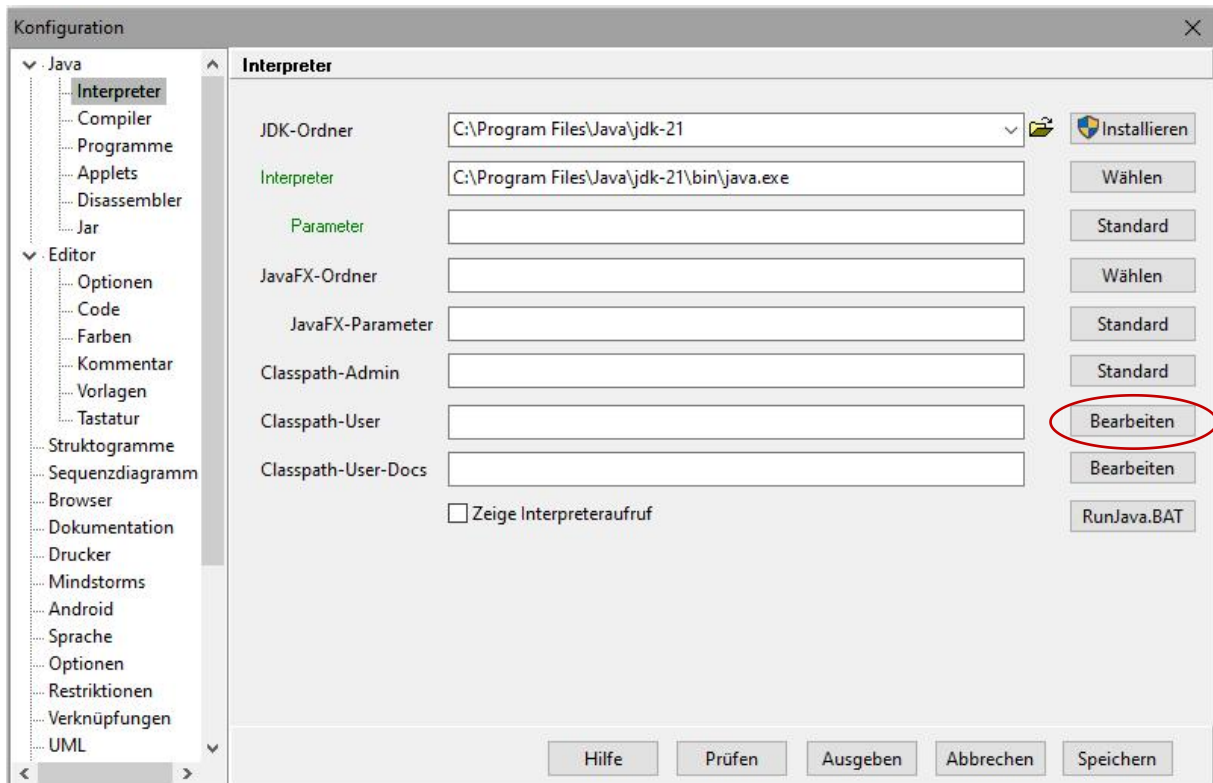 Konfiguration
Java
Interpreter
Compiler
Programme
Applets
Disassembler
Jar
Editor
Optionen
Code
Farben
Kommentar
Vorlagen
Tastatur
Struktogramme
Sequenzdiagramm
Browser
Dokumentation
Drucker
Mindstorms
Android
Sprache
Optionen
Restriktionen
Verknüpfungen
UML
Interpreter
JDK-Ordner C:\Program Files\Java\jdk-21 Installieren
Interpreter C:\Program Files\Java\jdk-21\bin\java.exe Wählen
Parameter Standard
JavaFX-Ordner Wählen
JavaFX-Parameter Standard
Classpath-Admin Standard
Classpath-User Bearbeiten
Classpath-User-Docs Bearbeiten
Zeige Interpreteraufruf RunJava.BAT
Hilfe Prüfen Ausgeben Abbrechen Speichern